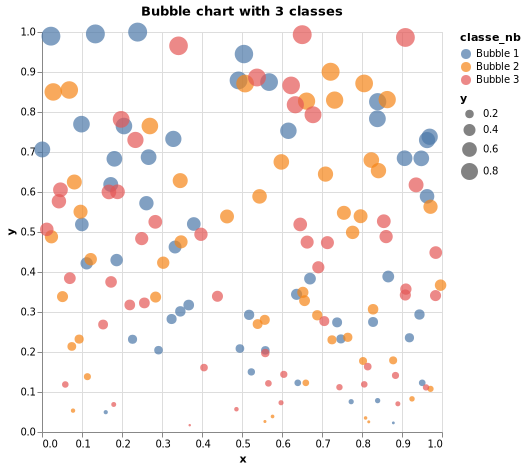 Bubble chart with 3 classes
1.0
0.9
0.8
0.7
0.6
0.5
0.4
0.3
0.2
0.1
0.0
y
0.0 0.1 0.2 0.3 0.4 0.5 0.6 0.7 0.8 0.9 1.0
x
classe_nb
Bubble 1
Bubble 2
Bubble 3
y
0.2
0.4
0.6
0.8